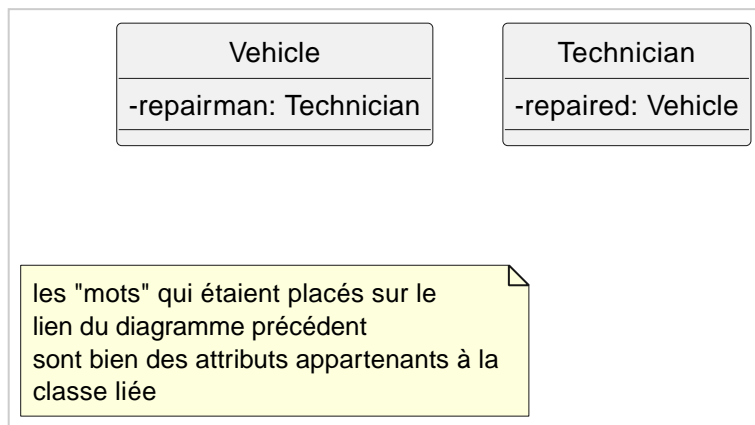 Vehicle
-repairman: Technician
Technician
-repaired: Vehicle
les "mots" qui étaient placés sur le
lien du diagramme précédent
sont bien des attributs appartenants à la
classe liée